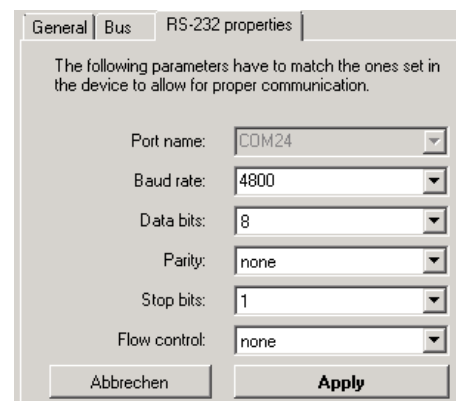 General Bus RS-232 properties
The following parameters have to match the ones set in
the device to allow for proper communication.
Port name: COM24
Baud rate: 4800
Data bits: 8
Parity: none
Stop bits: 1
Flow control: none
Abbrechen Apply